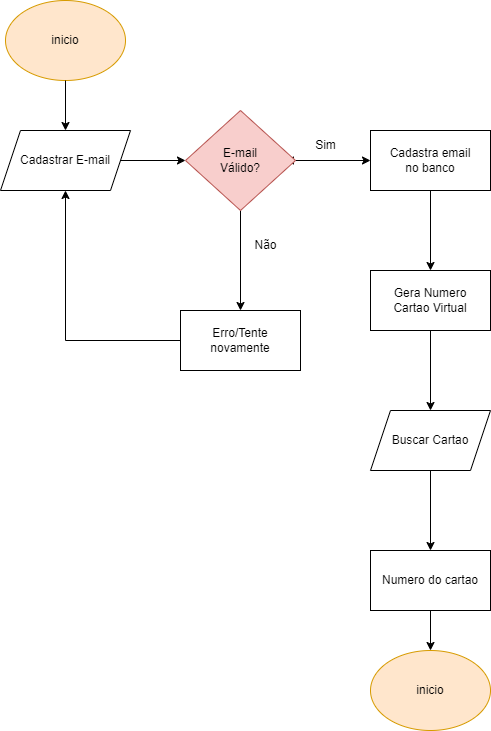 inicio
Cadastrar E-mail
E-mail
Válido?
Sim
Cadastra email
no banco
Não
Gera Numero
Cartao Virtual
Erro/Tente
novamente
Buscar Cartao
Numero do cartao
inicio